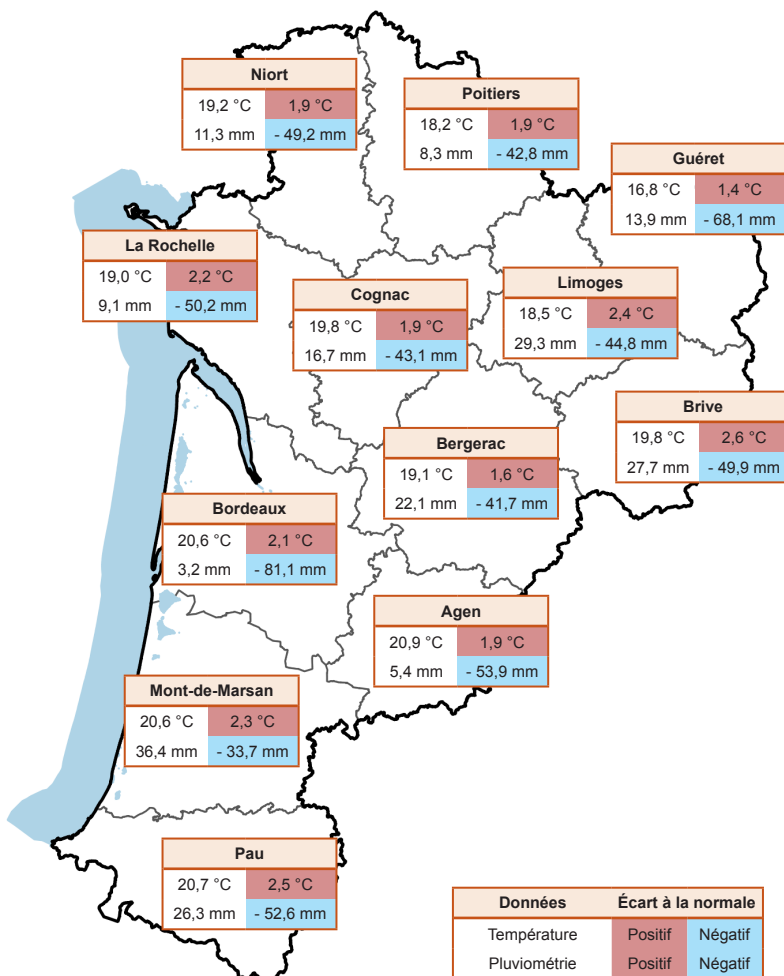 Niort
19,2 °C 1,9 °C
11,3 mm - 49,2 mm
Poitiers
18,2 °C 1,9 °C
8,3 mm - 42,8 mm
Guéret
16,8 °C 1,4 °C
13,9 mm - 68,1 mm
La Rochelle
19,0 °C 2,2 °C
9,1 mm - 50,2 mm
Cognac
19,8 °C 1,9 °C
16,7 mm - 43,1 mm
Limoges
18,5 °C 2,4 °C
29,3 mm - 44,8 mm
Brive
19,8 °C 2,6 °C
27,7 mm - 49,9 mm
Bergerac
19,1 °C 1,6 °C
22,1 mm - 41,7 mm
Bordeaux
20,6 °C 2,1 °C
3,2 mm - 81,1 mm
Agen
20,9 °C 1,9 °C
5,4 mm - 53,9 mm
Mont-de-Marsan
20,6 °C 2,3 °C
36,4 mm - 33,7 mm
Pau
20,7 °C 2,5 °C
26,3 mm - 52,6 mm
Données Écart à la normale
Température Positif Négatif
Pluviométrie Positif Négatif